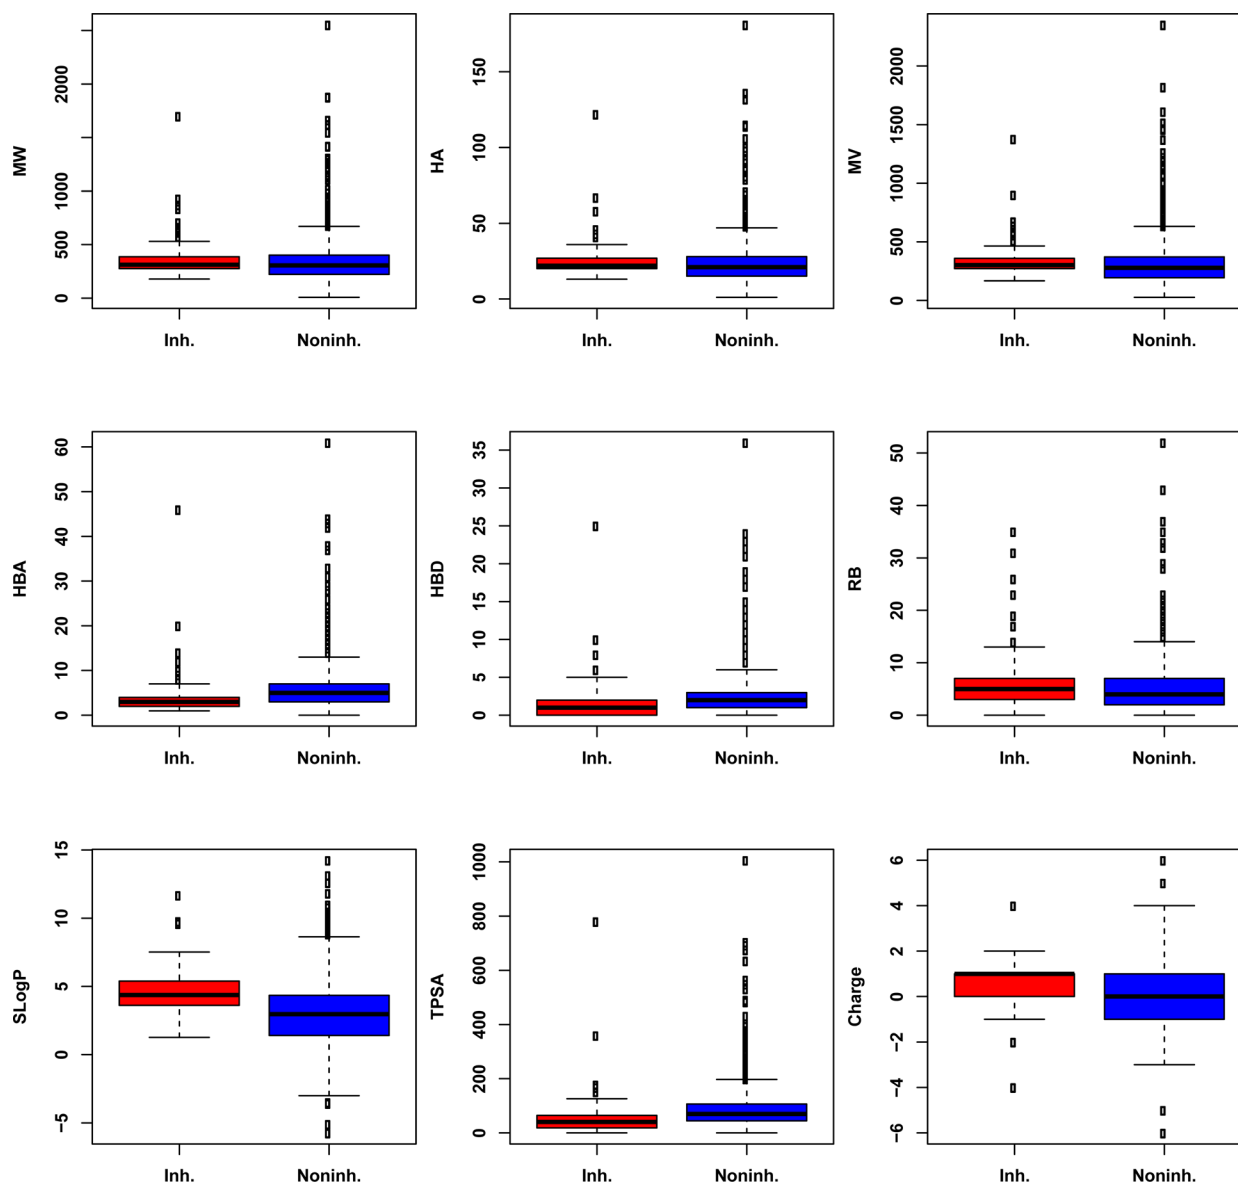 MW
0
500
1000
2000
Inh.
Noninh.
HA
0
50
100
150
Inh.
Noninh.
MV
0
500
1000
1500
2000
Inh.
Noninh.
HBA
0
10
20
30
40
50
60
Inh.
Noninh.
HBD
0
5
10
15
20
25
30
35
Inh.
Noninh.
RB
0
10
20
30
40
50
Inh.
Noninh.
SLogP
−5
0
5
10
15
Inh.
Noninh.
TPSA
0
200
400
600
800
1000
Inh.
Noninh.
Charge
−6
−4
−2
0
2
4
6
Inh.
Noninh.